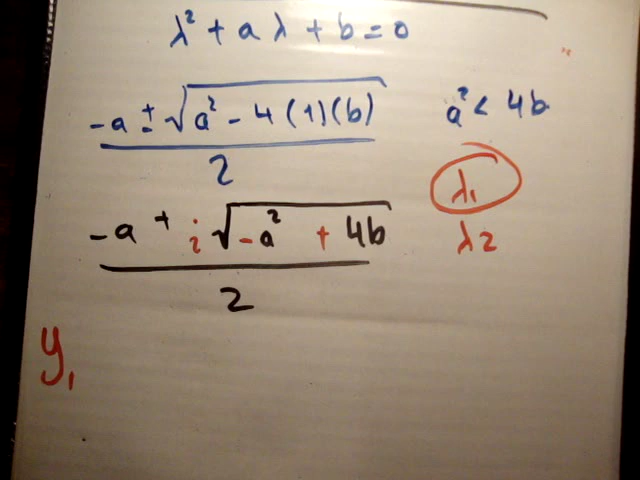 λ² + aλ + b = 0
-a ± √a² - 4(1)(b)
2
a² < 4b
λ₁
λ2
-a + i √-a² + 4b
2
y₁